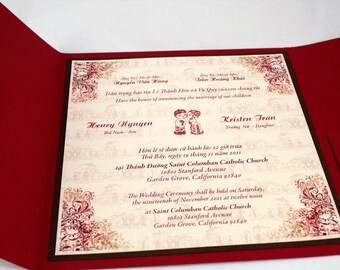 Nguyễn Văn Hùng Trần Hoàng Khải
Trân trọng báo tin Lễ Thành Hôn và Vu Quy của con chúng tôi
Have the honor of announcing the marriage of our children
Henry Nguyen Kristen Tran
Thứ Nam - Son Trưởng Nữ - Daughter
Hôn lễ sẽ được cử hành lúc 12 giờ trưa
Thứ Bảy, ngày 19 tháng 11 năm 2011
tại Thánh Đường Saint Columban Catholic Church
10801 Stanford Avenue
Garden Grove, California 92840
The Wedding Ceremony shall be held on Saturday,
the nineteenth of November 2011 at twelve noon
at Saint Columban Catholic Church
10801 Stanford Avenue
Garden Grove, California 92840